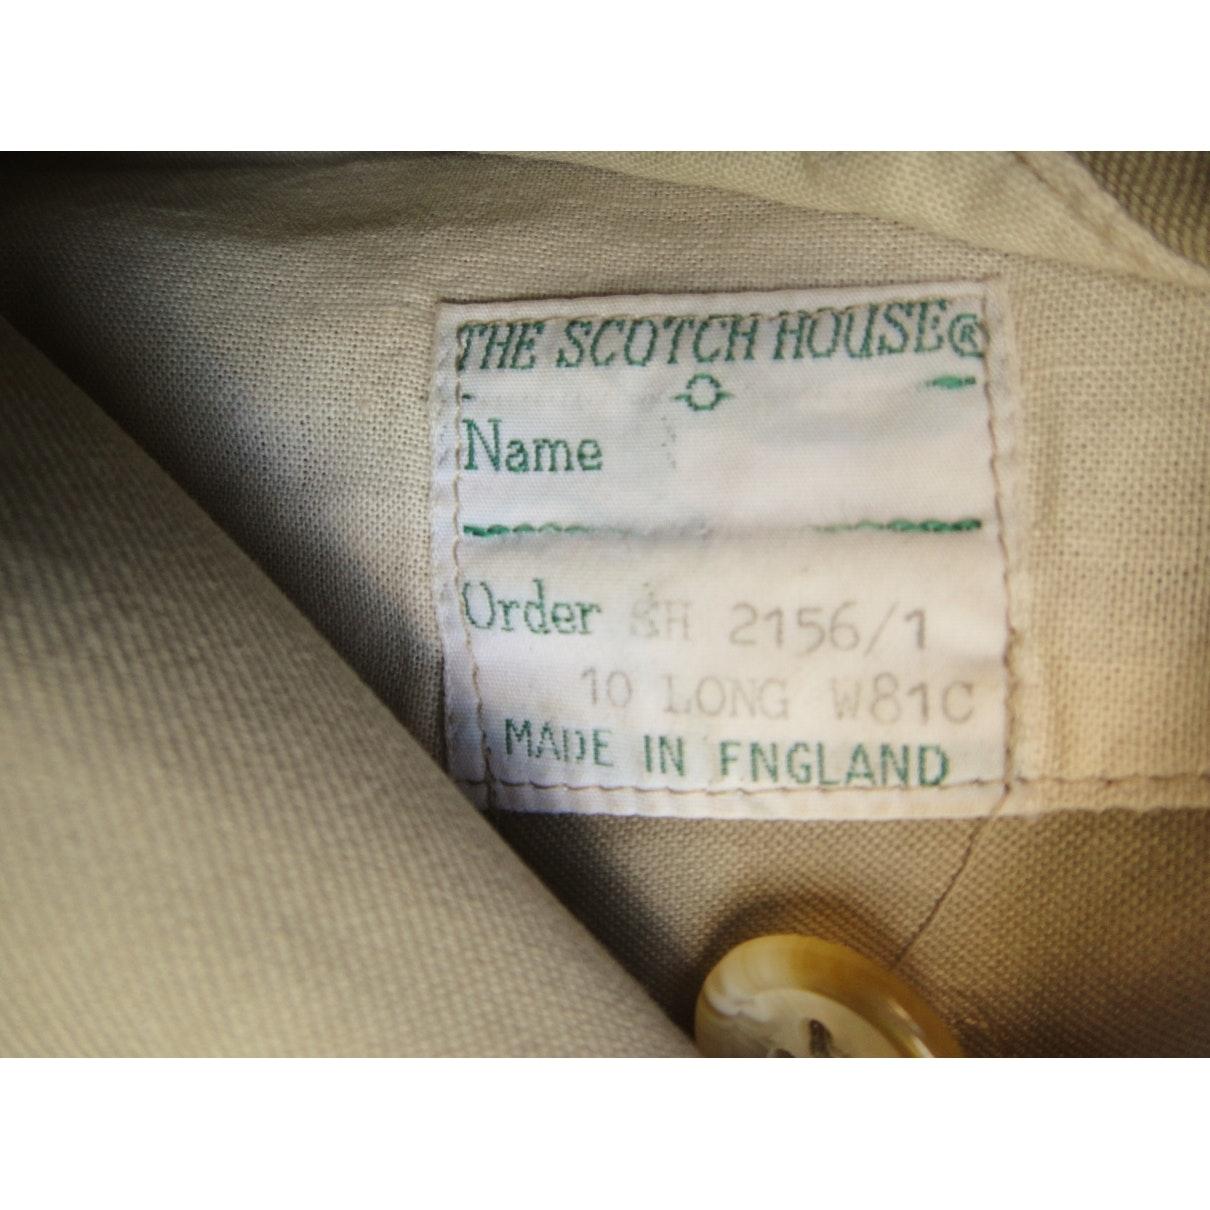 THE SCOTCH HOUSE®
Name
Order SH 2156/1
10 LONG W81C
MADE IN ENGLAND